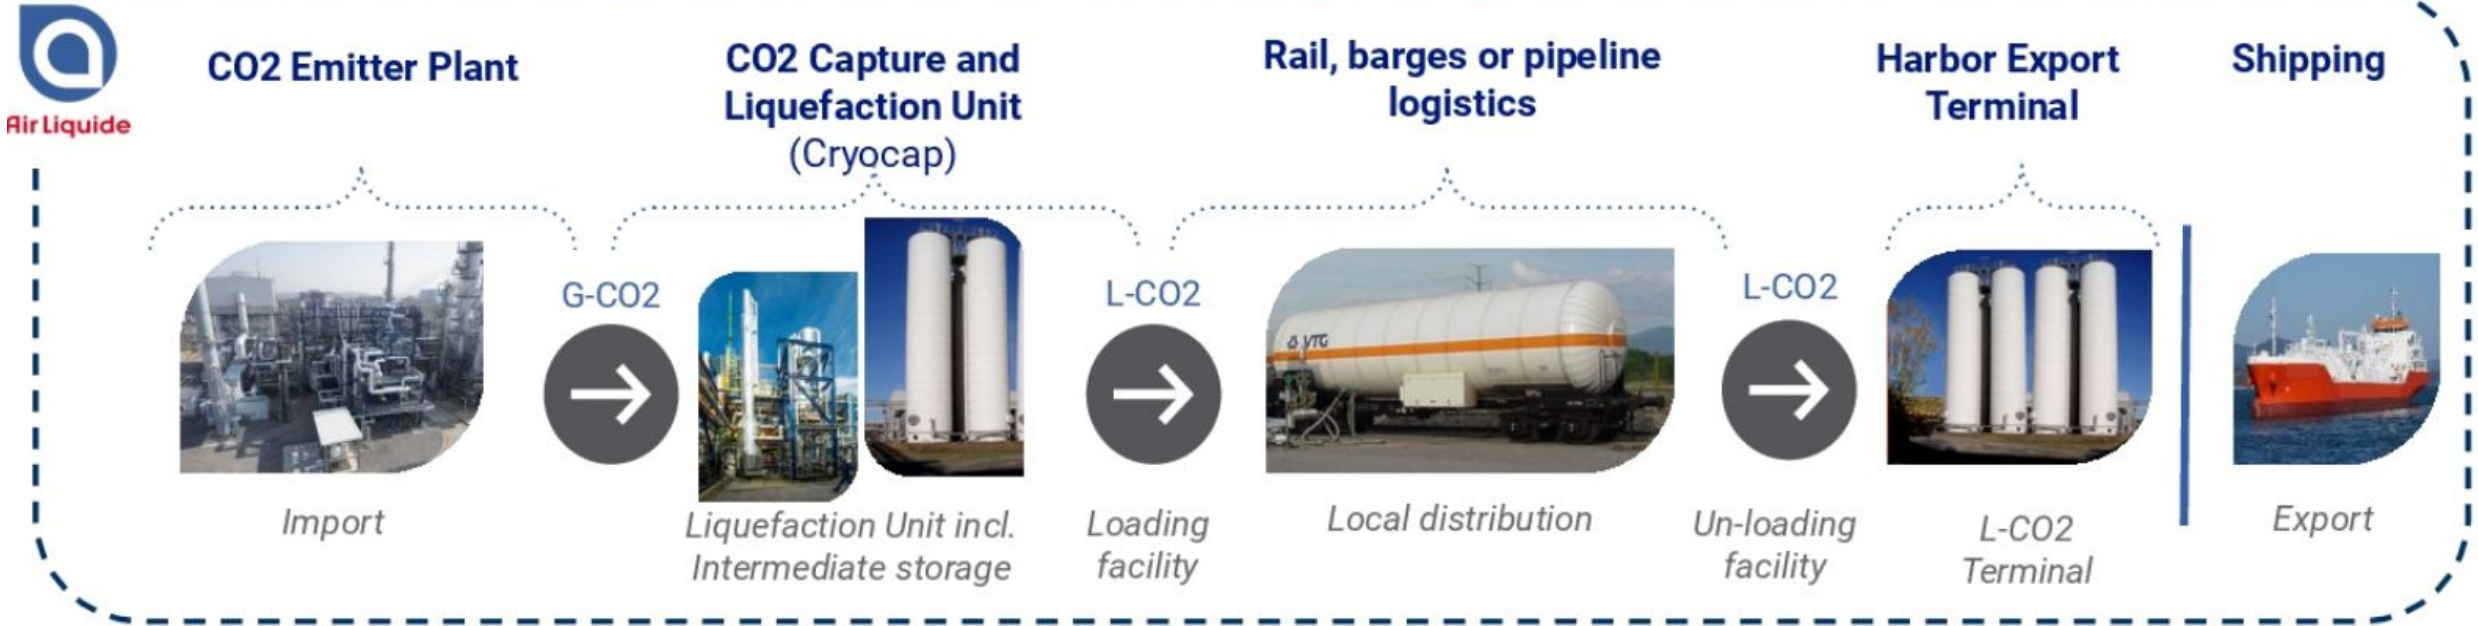 Air Liquide
CO2 Emitter Plant
CO2 Capture and
Liquefaction Unit
(Cryocap)
Rail, barges or pipeline
logistics
Harbor Export
Terminal
Shipping
G-CO2
L-CO2
L-CO2
VTG
Import
Liquefaction Unit incl.
Intermediate storage
Loading
facility
Local distribution
Un-loading
facility
L-CO2
Terminal
Export